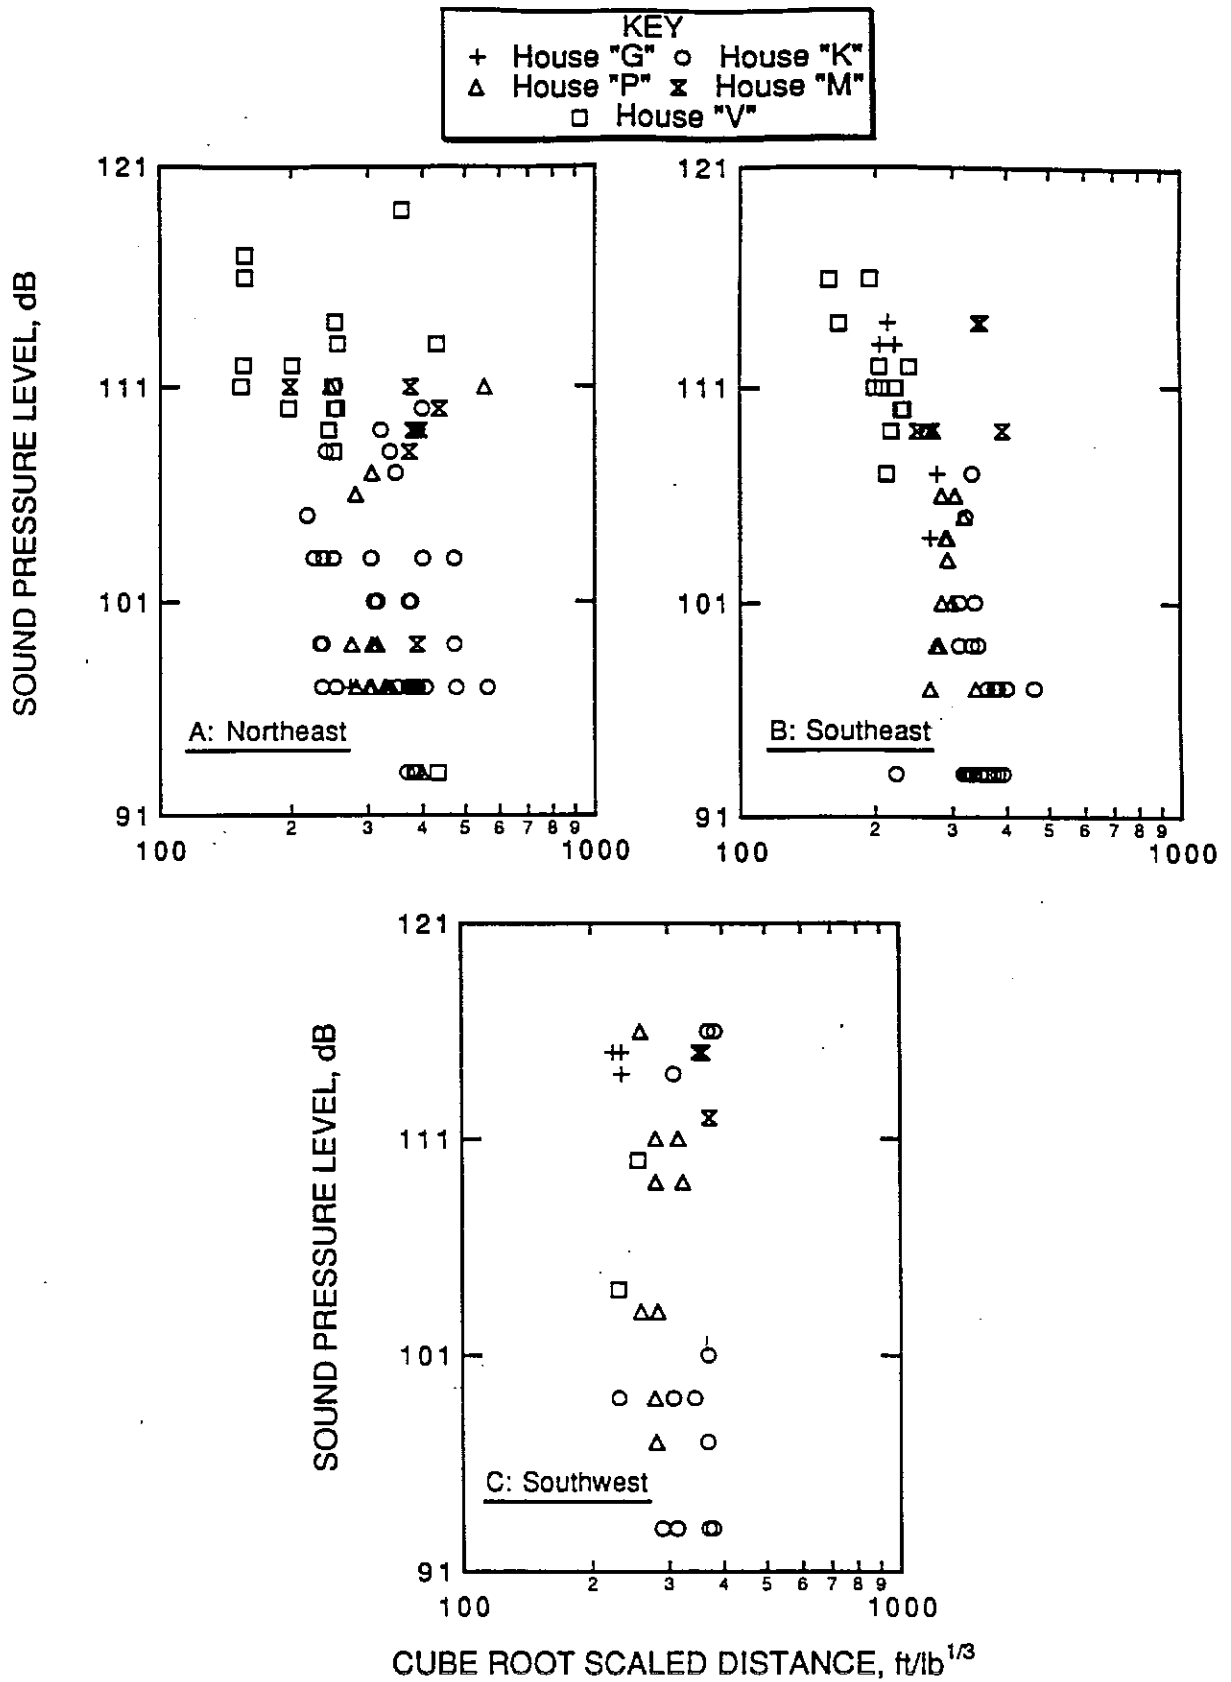 KEY
+ House "G" ○ House "K"
△ House "P" ⧖ House "M"
□ House "V"
SOUND PRESSURE LEVEL, dB
121
111
101
91
A: Northeast
2 3 4 5 6 7 8 9
100 1000
121
111
101
91
B: Southeast
2 3 4 5 6 7 8 9
100 1000
SOUND PRESSURE LEVEL, dB
121
111
101
91
C: Southwest
2 3 4 5 6 7 8 9
100 1000
CUBE ROOT SCALED DISTANCE, ft/lb^1/3